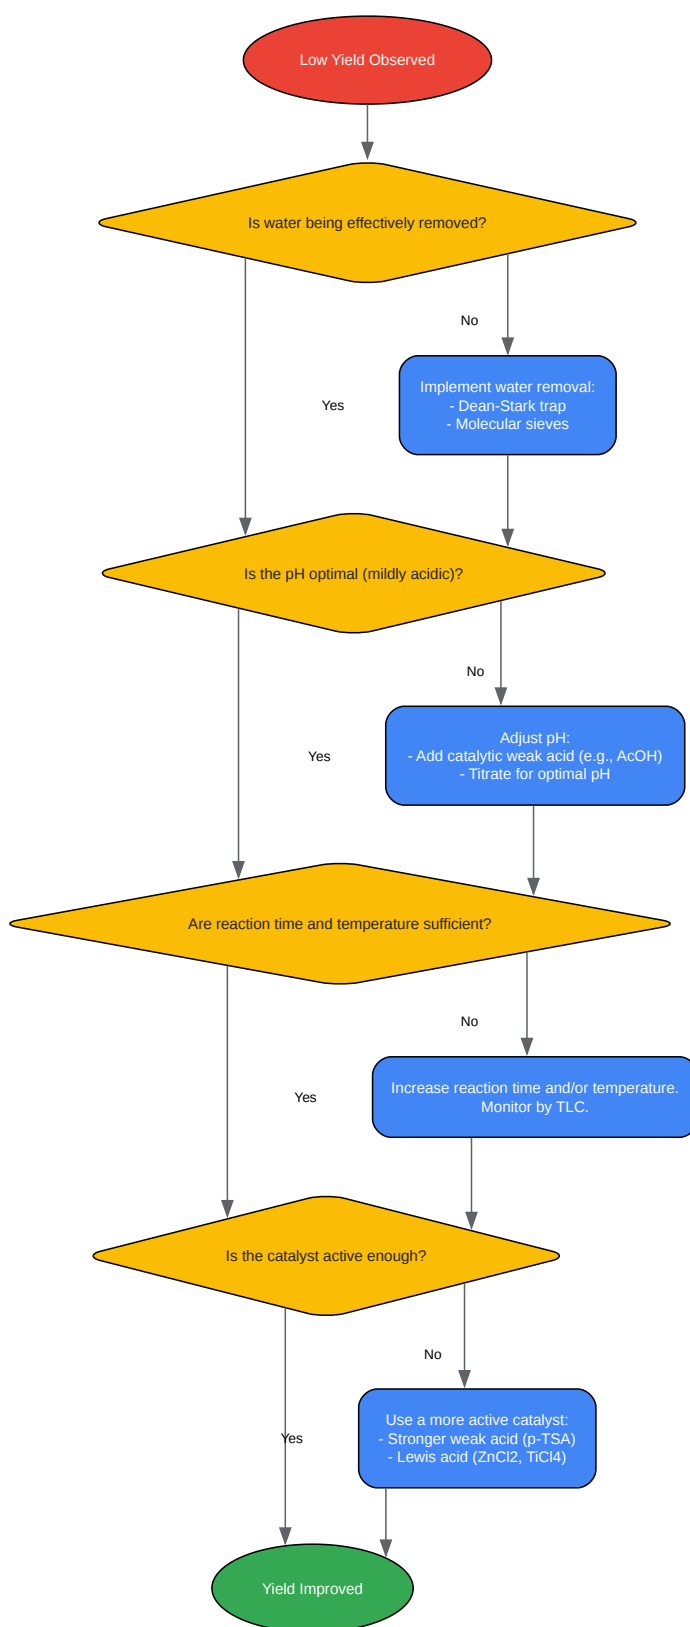 Low Yield Observed
Is water being effectively removed?
No
Implement water removal:
- Dean-Stark trap
- Molecular sieves
Yes
Is the pH optimal (mildly acidic)?
No
Adjust pH:
- Add catalytic weak acid (e.g., AcOH)
- Titrate for optimal pH
Yes
Are reaction time and temperature sufficient?
No
Increase reaction time and/or temperature.
Monitor by TLC.
Yes
Is the catalyst active enough?
No
Use a more active catalyst:
- Stronger weak acid (p-TSA)
- Lewis acid (ZnCl2, TiCl4)
Yes
Yield Improved